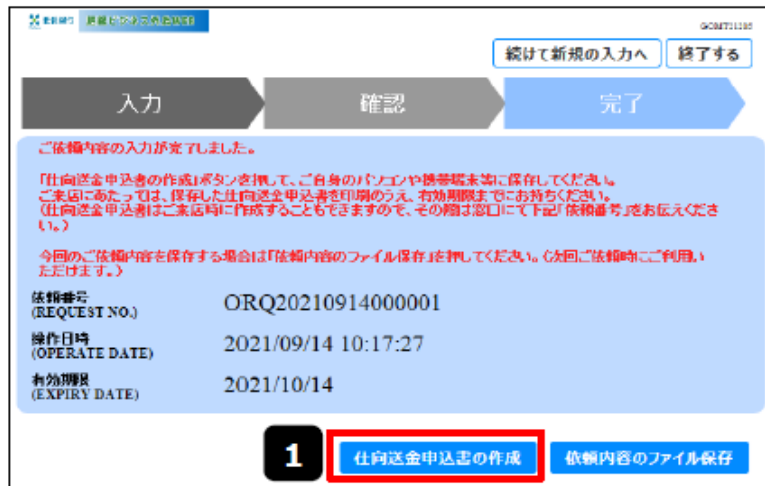 続けて新規の入力へ 終了する
入力 確認 完了
ご依頼内容の入力が完了しました。
「仕向送金申込書の作成」ボタンを押して、ご自身のパソコンや携帯端末等に保存してください。
ご来店にあたっては、保存した仕向送金申込書を印刷のうえ、有効期限までにお持ちください。
(仕向送金申込書はご来店時に作成することもできますので、その際は窓口にて下記「依頼番号」をお伝えくださ
い。)
今回のご依頼内容を保存する場合は「依頼内容のファイル保存」を押してください。(次回ご依頼時にご利用い
ただけます。)
依頼番号
(REQUEST NO.) ORQ20210914000001
操作日時
(OPERATE DATE) 2021/09/14 10:17:27
有効期限
(EXPIRY DATE) 2021/10/14
1 仕向送金申込書の作成 依頼内容のファイル保存